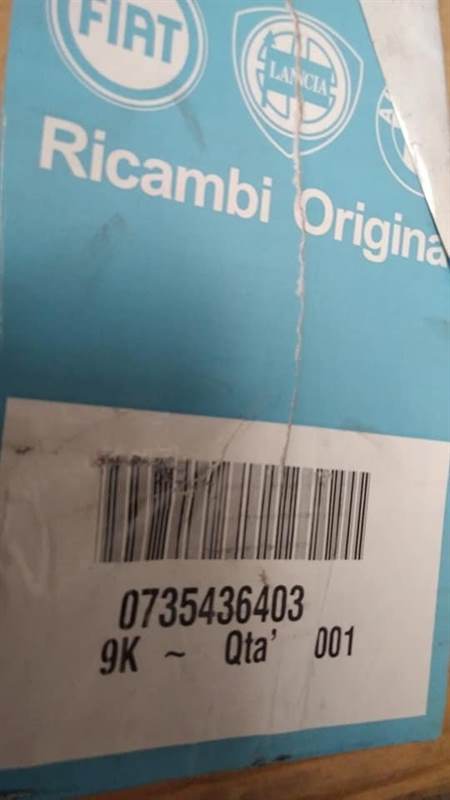 FIAT
LANCIA
Ricambi Origina
0735436403
9K ~ Qta' 001